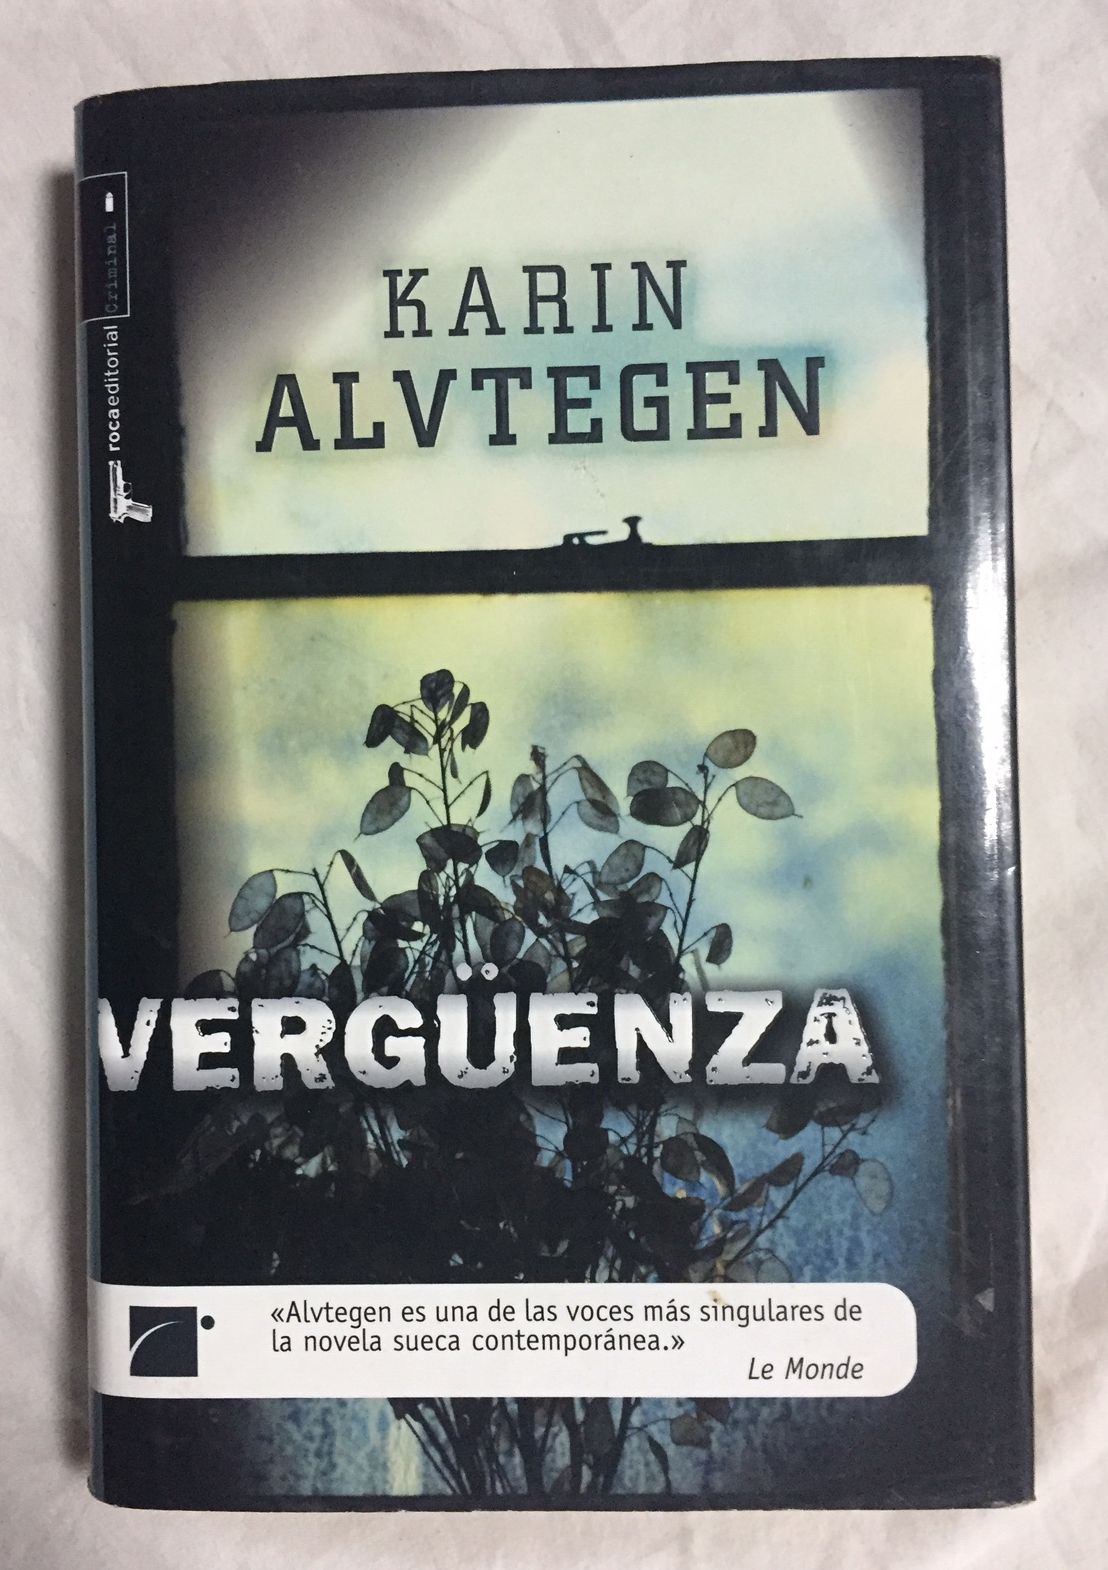 KARIN
ALVTEGEN
rocaeditorial Criminal
VERGÜENZA
«Alvtegen es una de las voces más singulares de
la novela sueca contemporánea.»
Le Monde